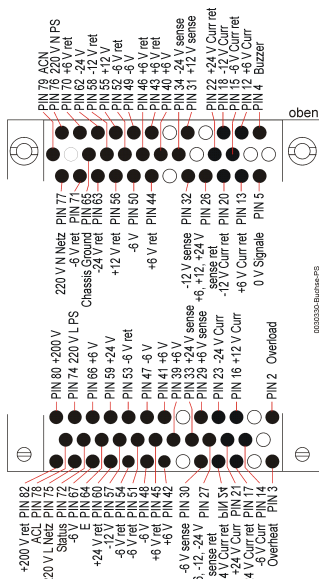 PIN 79 ACN
PIN 76 220 V N PS
PIN 70 +6 V ret
PIN 62 -24 V
PIN 58 -12 V ret
PIN 55 +12 V
PIN 52 -6 V ret
PIN 49 -6 V
PIN 46 +6 V ret
PIN 43 +6 V ret
PIN 40 +6 V
PIN 34 -24 V sense
PIN 31 +12 V sense
PIN 22 +24 V Curr ret
PIN 18 -12 V Curr
PIN 15 -6 V Curr ret
PIN 12 +6 V Curr
PIN 4 Buzzer
oben
PIN 77
220 V N Netz
PIN 71
-6 V ret
PIN 65
Chassis Ground
PIN 63
-24 V ret
PIN 56
+12 V ret
PIN 50
-6 V
PIN 44
+6 V ret
PIN 32
-12 V sense
PIN 26
+6, +12, +24 V
sense ret
PIN 20
-12 V Curr ret
PIN 13
+6 V Curr ret
PIN 5
0 V Signale
0030330-Buchse-PS
PIN 80 +200 V
PIN 74 220 V L PS
PIN 66 +6 V
PIN 59 +24 V
PIN 53 -6 V ret
PIN 47 -6 V
PIN 41 +6 V
PIN 39 +6 V
PIN 33 +24 V sense
PIN 29 +6 V sense
PIN 23 -24 V Curr
PIN 16 +12 V Curr
PIN 2 Overload
+200 V ret PIN 82
ACL PIN 78
220 V L Netz PIN 75
Status PIN 72
-6 V PIN 67
E PIN 64
+24 V ret PIN 60
-12 V PIN 57
-6 V ret PIN 54
-6 V ret PIN 51
-6 V PIN 48
+6 V ret PIN 45
+6 V PIN 42
-6 V sense PIN 30
-12, -24 V PIN 27
sense ret
4 V Curr ret PIN 24
+24 V Curr PIN 21
V Curr ret PIN 17
-6 V Curr PIN 14
Overheat PIN 3